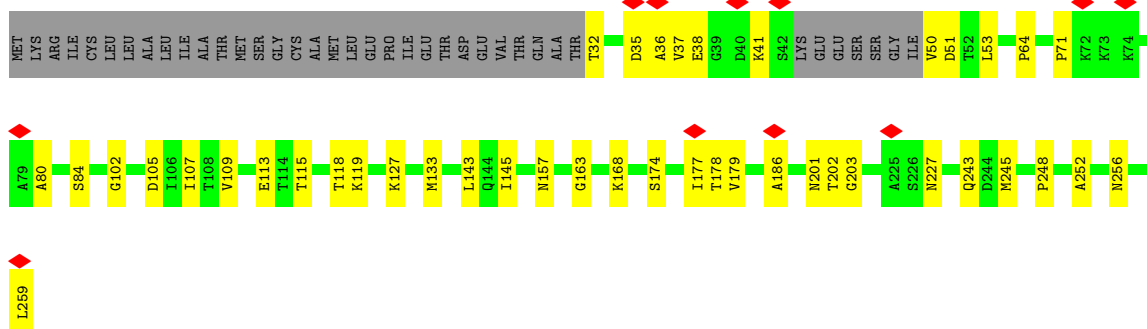 MET LYS ARG ILE CYS LEU LEU ALA LEU ILE ALA THR MET SER GLY CYS ALA MET LEU GLU PRO ILE GLU THR ASP GLU VAL THR GLN ALA THR T32 D35 A36 V37 E38 G39 D40 K41 S42 LYS GLU GLU SER SER GLY ILE V50 D51 T52 L53 P64 P71 K72 K73 K74
A79 A80 S84 G102 D105 I106 I107 T108 V109 E113 T114 T115 T118 K119 K127 M133 L143 Q144 I145 N157 G163 K168 S174 I177 T178 V179 A186 N201 T202 G203 A225 S226 N227 Q243 D244 M245 P248 A252 N256
L259